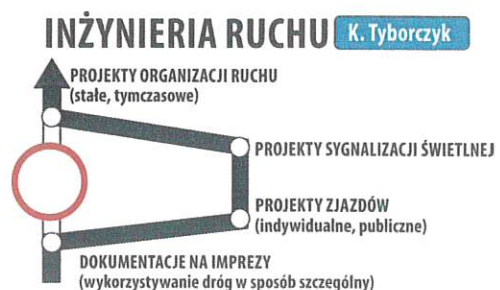 INŻYNIERIA RUCHU K. Tyborczyk
PROJEKTY ORGANIZACJI RUCHU
(stałe, tymczasowe)
PROJEKTY SYGNALIZACJI ŚWIETLNEJ
PROJEKTY ZJAZDÓW
(indywidualne, publiczne)
DOKUMENTACJE NA IMPREZY
(wykorzystywanie dróg w sposób szczególny)